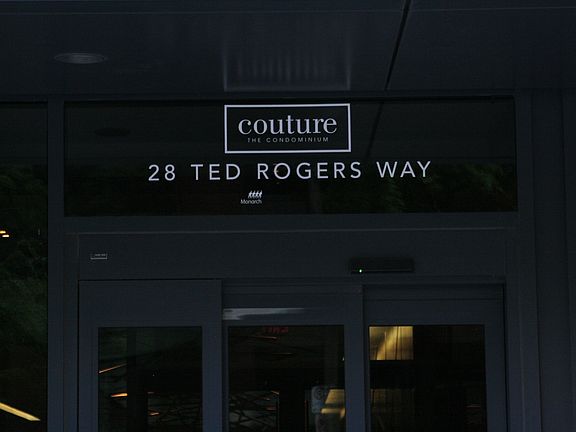 couture
THE CONDOMINIUM
28 TED ROGERS WAY
Monarch